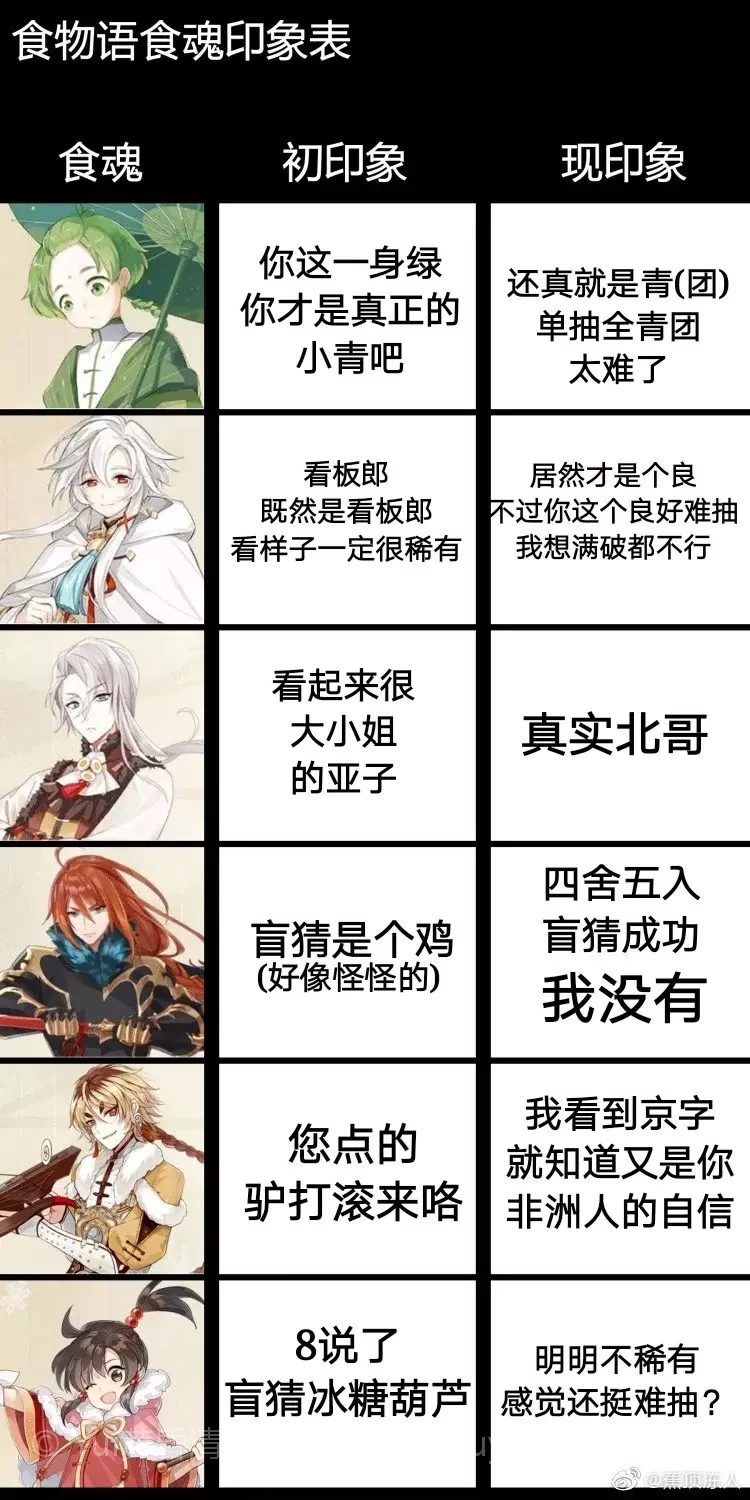 食物语食魂印象表
食魂 初印象 现印象
你这一身绿
你才是真正的
小青吧
还真就是青(团)
单抽全青团
太难了
看板郎
既然是看板郎
看样子一定很稀有
居然才是个良
不过你这个良好难抽
我想满破都不行
看起来很
大小姐
的亚子
真实北哥
盲猜是个鸡
(好像怪怪的)
四舍五入
盲猜成功
我没有
您点的
驴打滚来咯
我看到京字
就知道又是你
非洲人的自信
8说了
盲猜冰糖葫芦
明明不稀有
感觉还挺难抽？
@蕉顶冻人